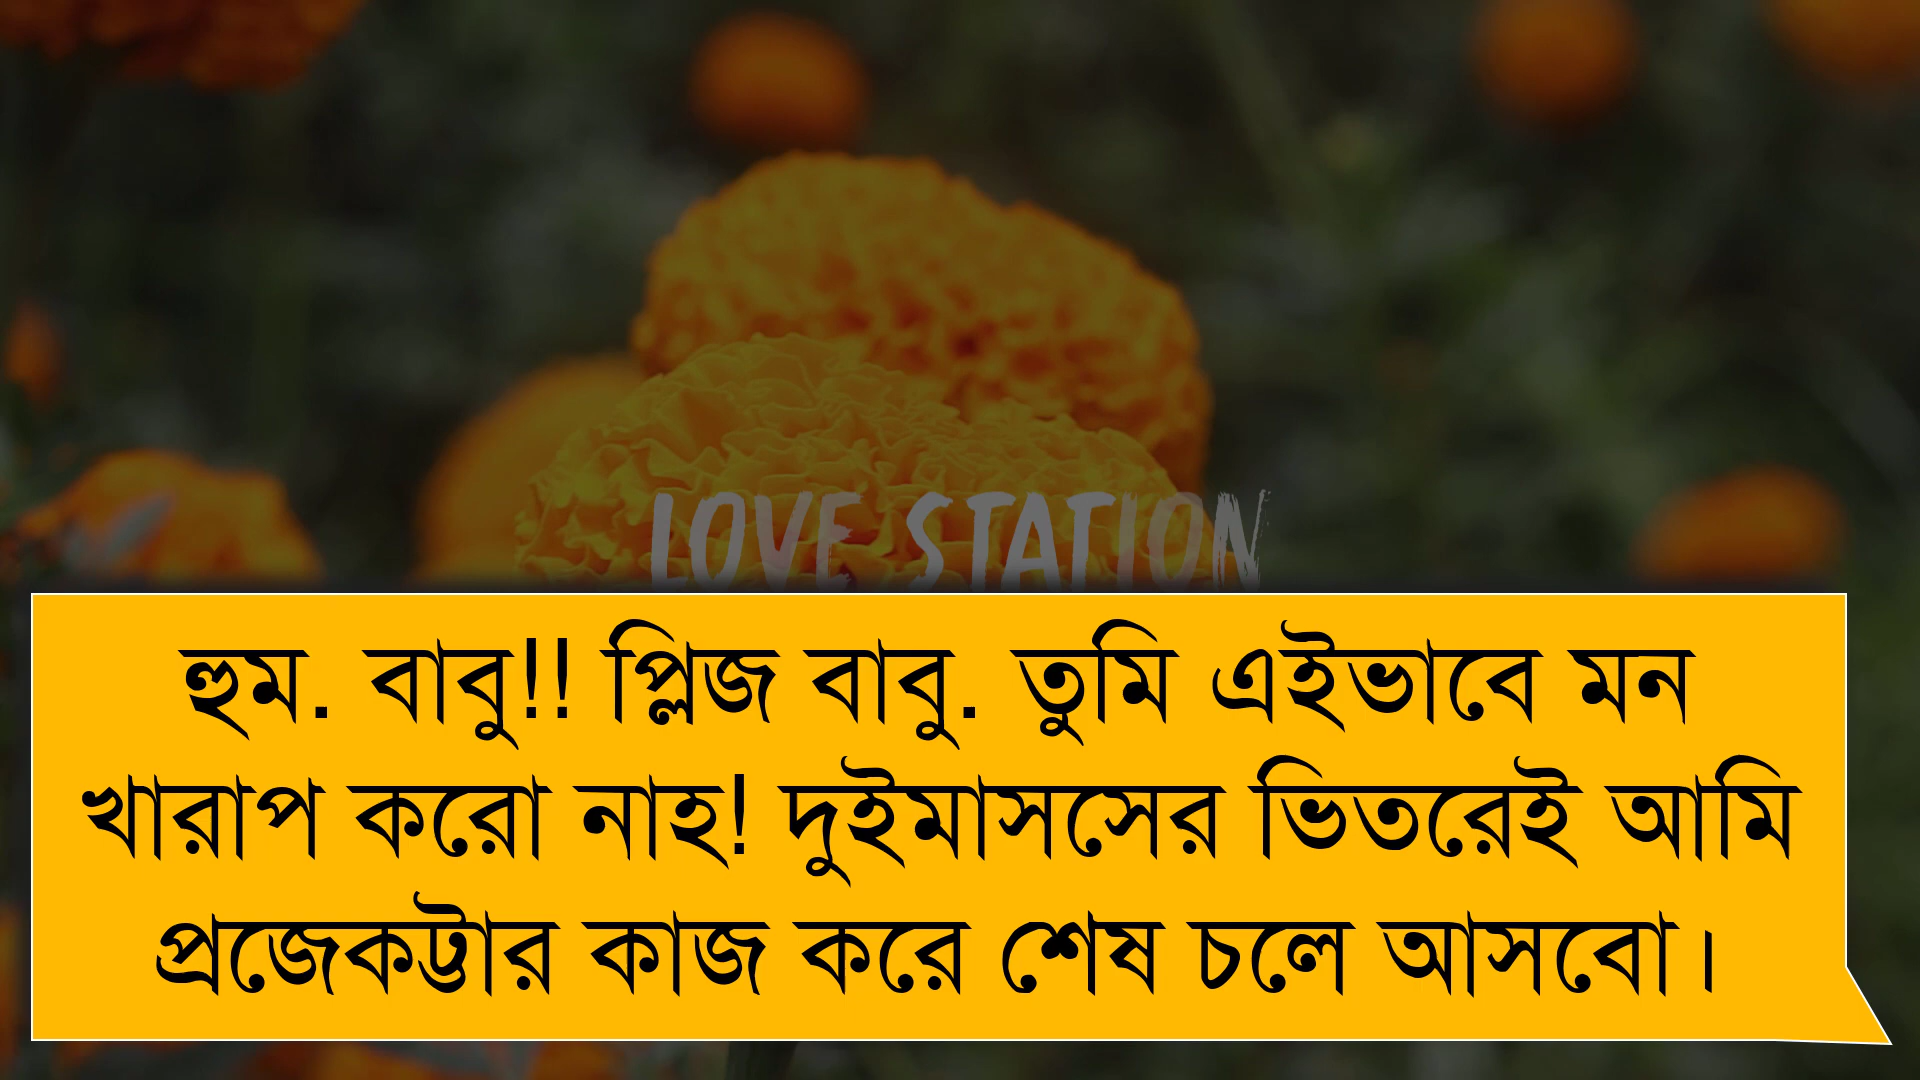 LOVE STATION
হুম. বাবু!! প্লিজ বাবু. তুমি এইভাবে মন
খারাপ করো নাহ! দুইমাসসের ভিতরেই আমি
প্রজেকট্টার কাজ করে শেষ চলে আসবো।